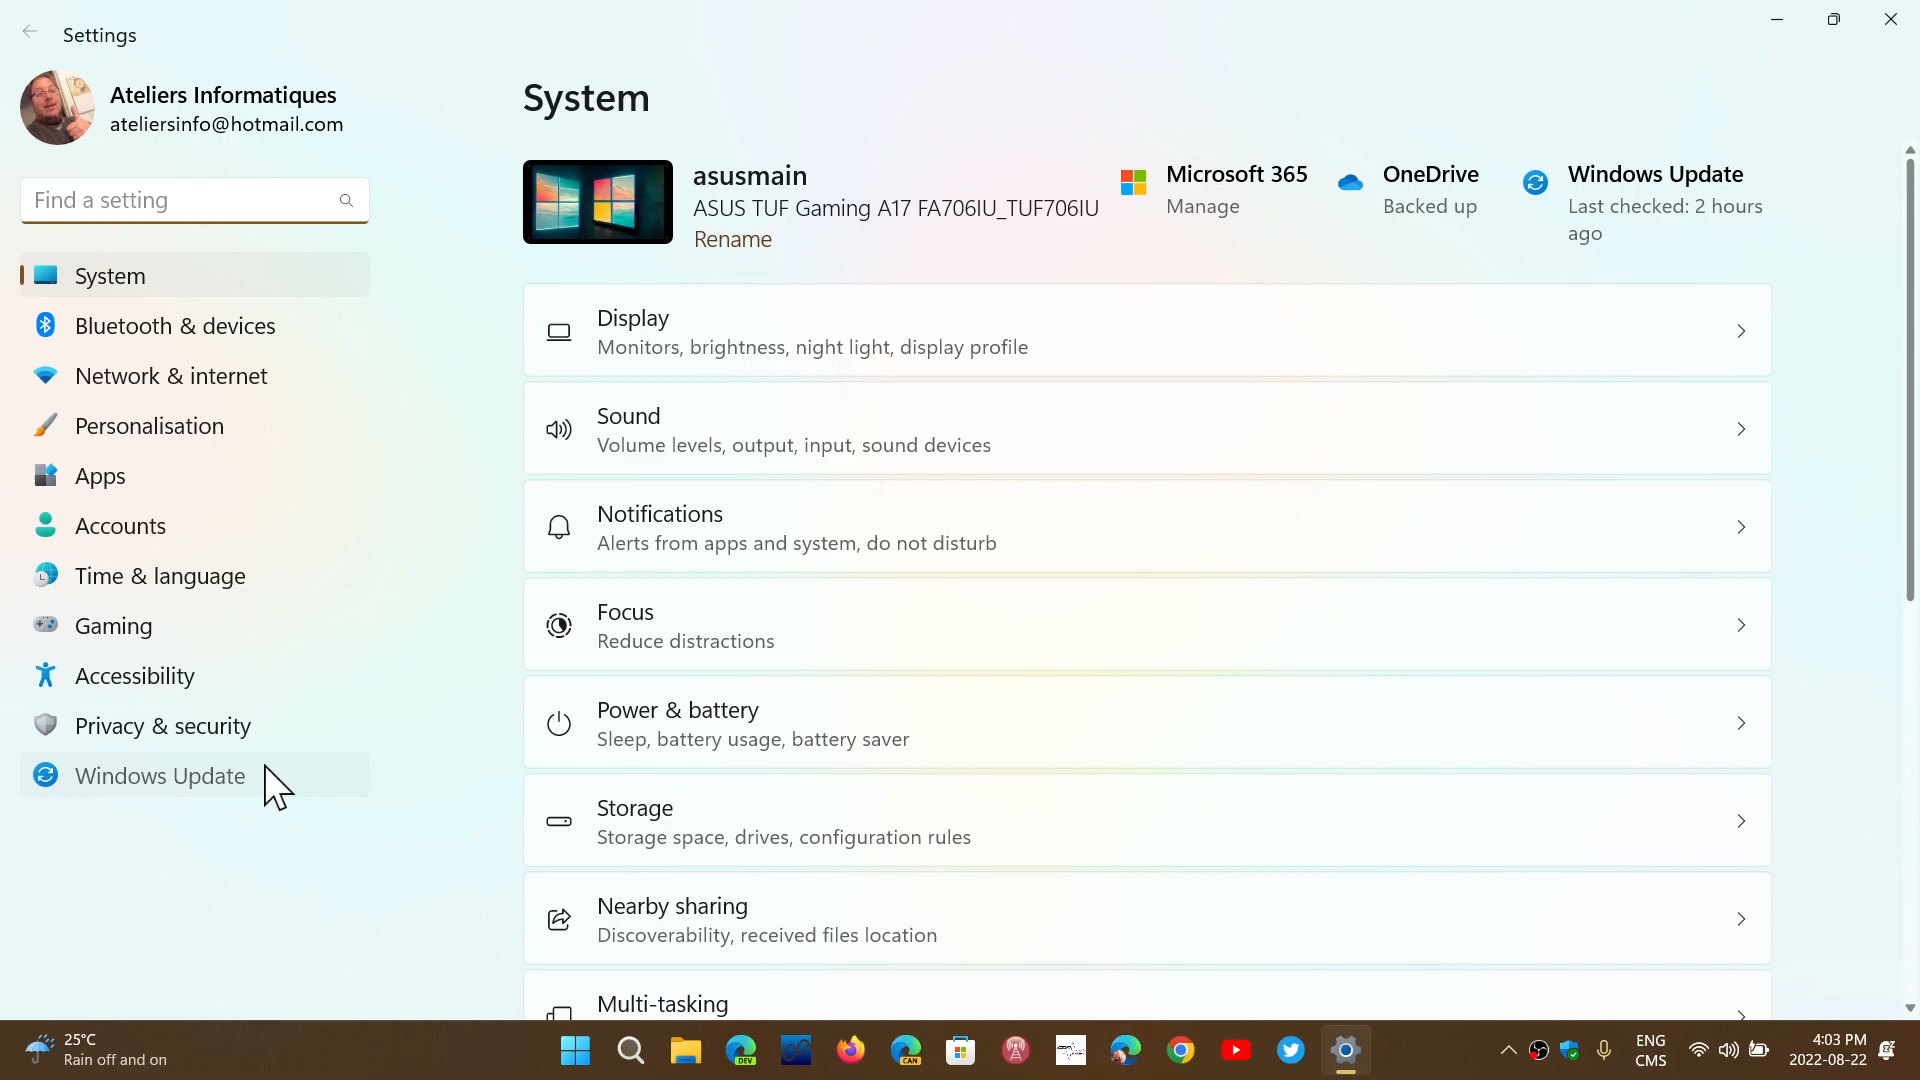 Settings
Ateliers Informatiques
ateliersinfo@hotmail.com
Find a setting
System
Bluetooth & devices
Network & internet
Personalisation
Apps
Accounts
Time & language
Gaming
Accessibility
Privacy & security
Windows Update
System
asusmain
ASUS TUF Gaming A17 FA706IU_TUF706IU
Rename
Microsoft 365
Manage
OneDrive
Backed up
Windows Update
Last checked: 2 hours
ago
Display
Monitors, brightness, night light, display profile
Sound
Volume levels, output, input, sound devices
Notifications
Alerts from apps and system, do not disturb
Focus
Reduce distractions
Power & battery
Sleep, battery usage, battery saver
Storage
Storage space, drives, configuration rules
Nearby sharing
Discoverability, received files location
Multi-tasking
25°C
Rain off and on
DEV
CAN
ENG
CMS
4:03 PM
2022-08-22